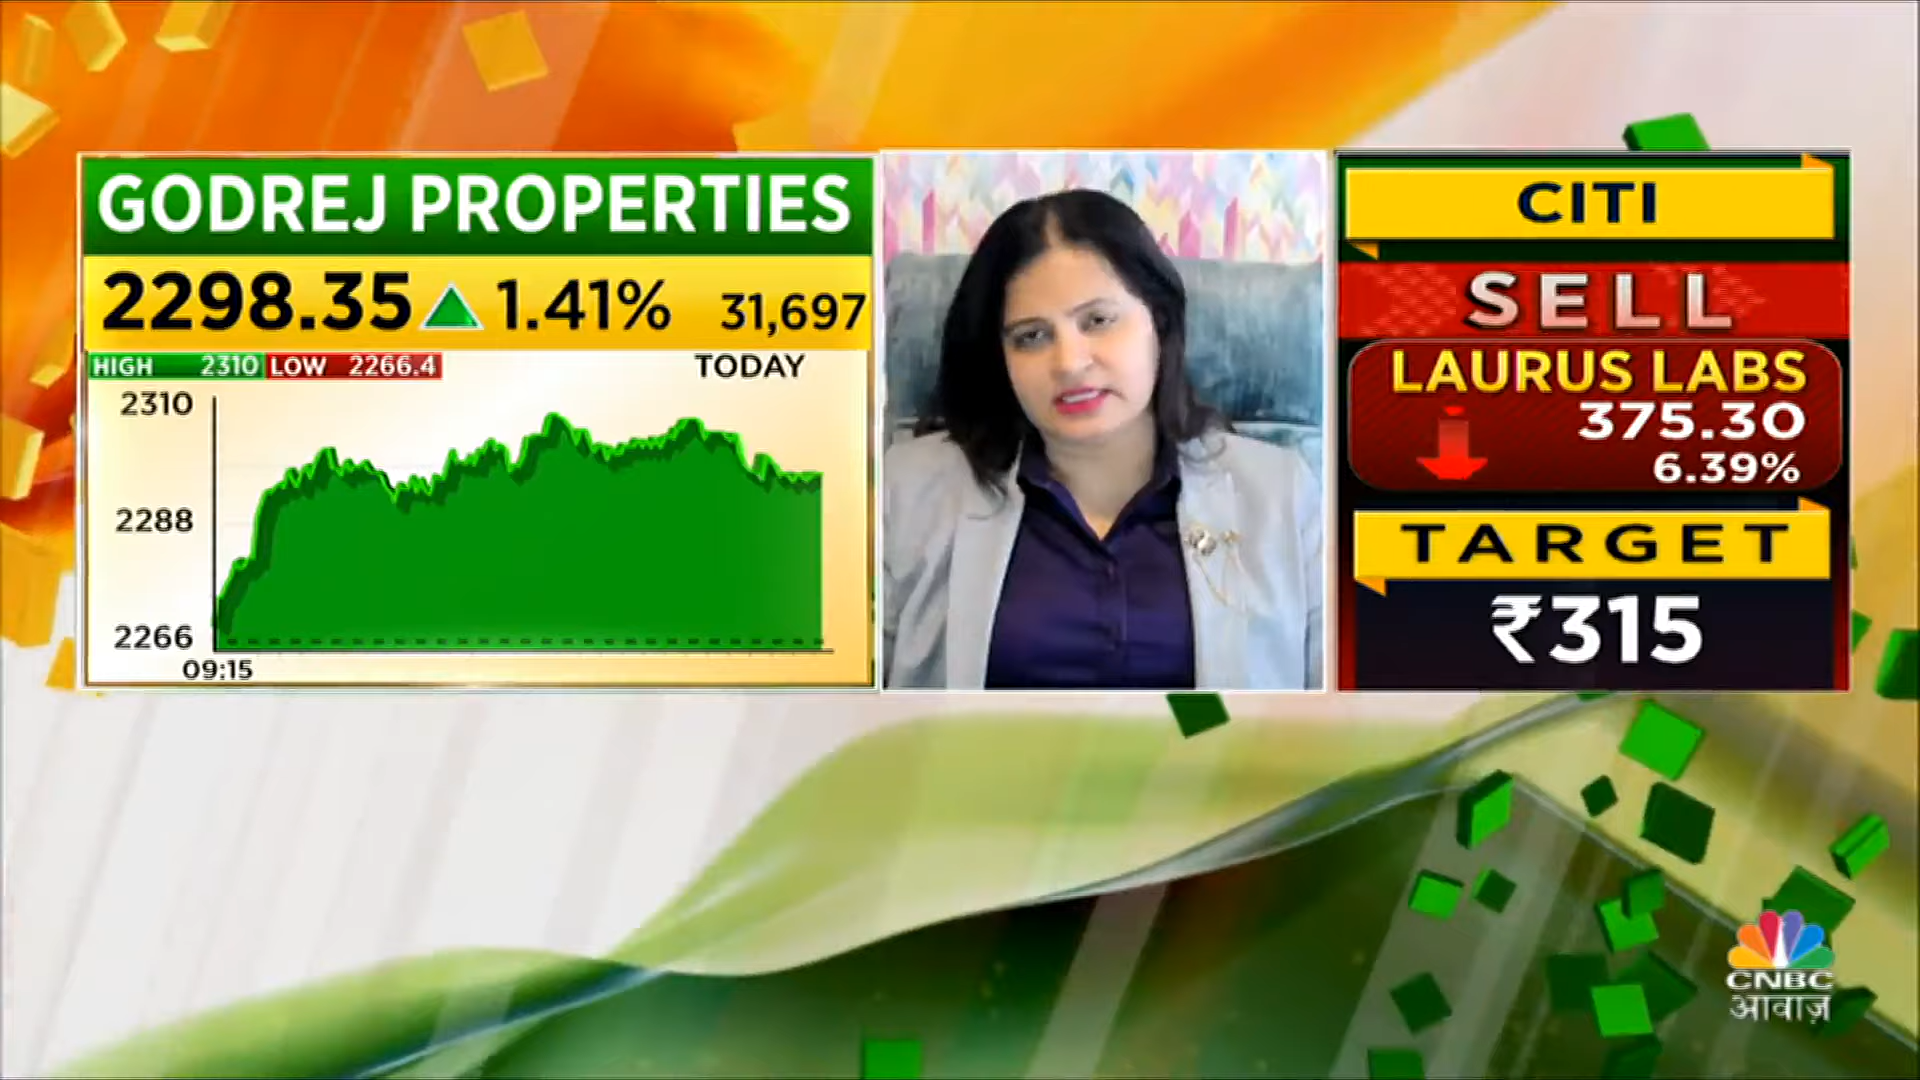 GODREJ PROPERTIES
2298.35 1.41% 31,697
HIGH 2310 LOW 2266.4 TODAY
2310
2288
2266
09:15
CITI
SELL
LAURUS LABS
375.30
6.39%
TARGET
₹315
CNBC
आवाज़